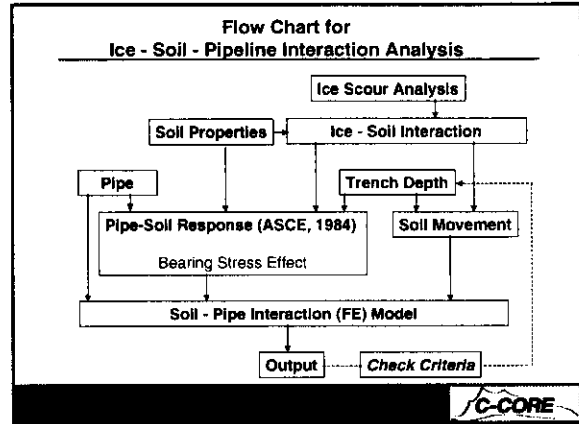 Flow Chart for
Ice - Soil - Pipeline Interaction Analysis
Ice Scour Analysis
Soil Properties
Ice - Soil Interaction
Pipe
Trench Depth
Pipe-Soil Response (ASCE, 1984)
Bearing Stress Effect
Soil Movement
Soil - Pipe Interaction (FE) Model
Output
Check Criteria
C-CORE